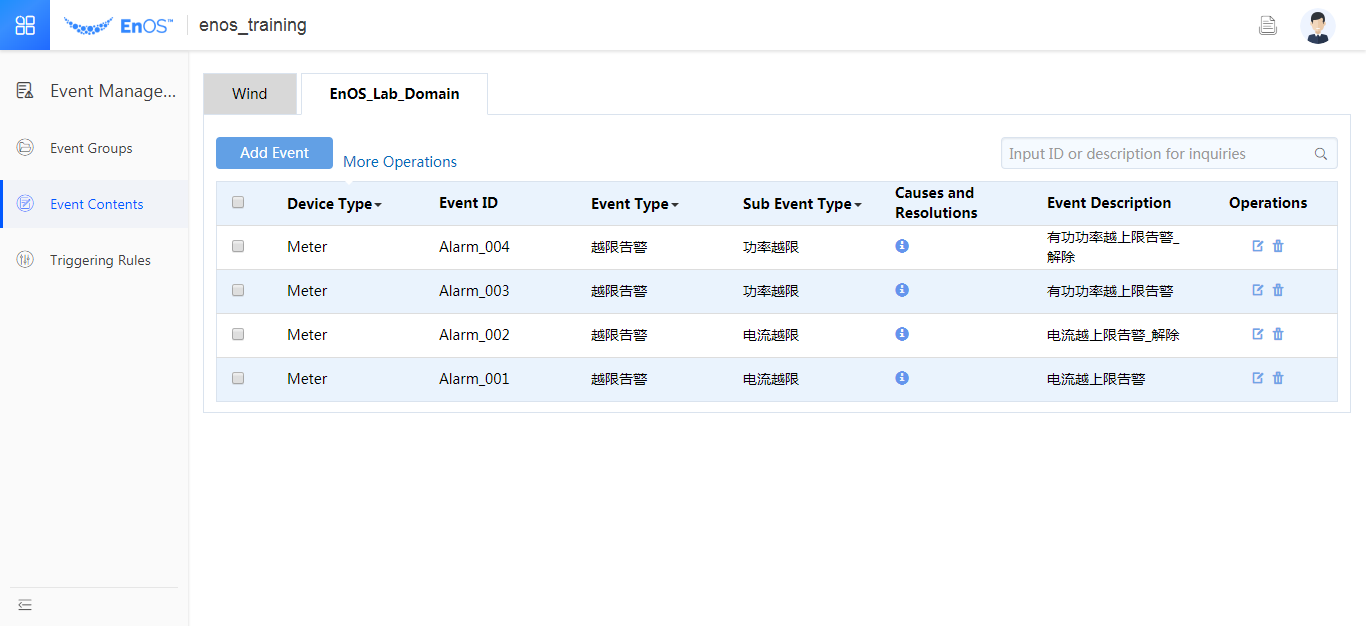 EnOS™ enos_training
Event Manage...
Event Groups
Event Contents
Triggering Rules
Wind EnOS_Lab_Domain
Add Event More Operations Input ID or description for inquiries
Device Type Event ID Event Type Sub Event Type Causes and Resolutions Event Description Operations
Meter Alarm_004 越限告警 功率越限 有功功率越上限告警_
解除
Meter Alarm_003 越限告警 功率越限 有功功率越上限告警
Meter Alarm_002 越限告警 电流越限 电流越上限告警_解除
Meter Alarm_001 越限告警 电流越限 电流越上限告警